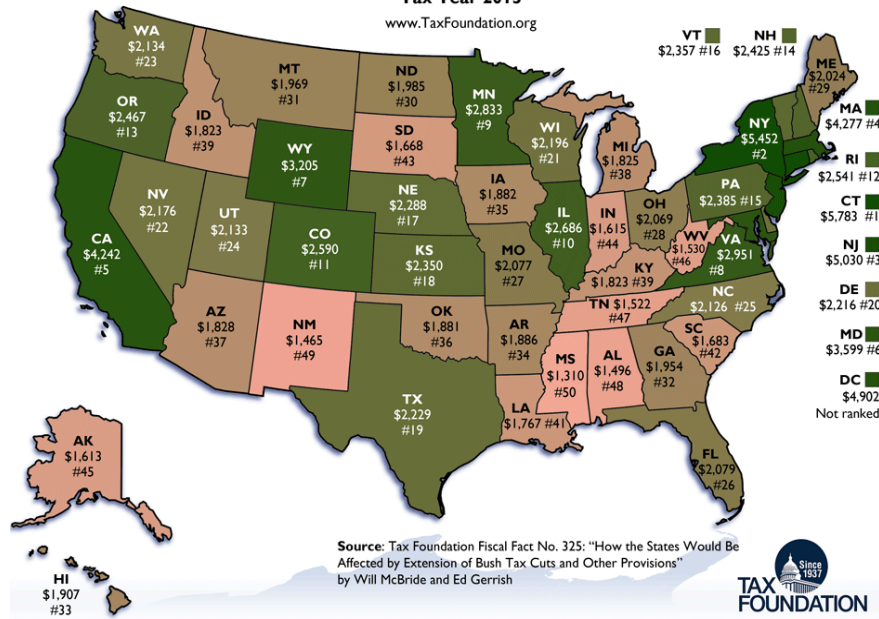 Tax Year 2013
www.TaxFoundation.org
WA
$2,134
#23
OR
$2,467
#13
CA
$4,242
#5
ID
$1,823
#39
NV
$2,176
#22
MT
$1,969
#31
WY
$3,205
#7
UT
$2,133
#24
AZ
$1,828
#37
CO
$2,590
#11
NM
$1,465
#49
ND
$1,985
#30
SD
$1,668
#43
NE
$2,288
#17
KS
$2,350
#18
OK
$1,881
#36
TX
$2,229
#19
MN
$2,833
#9
IA
$1,882
#35
MO
$2,077
#27
AR
$1,886
#34
LA
$1,767 #41
WI
$2,196
#21
IL
$2,686
#10
MI
$1,825
#38
IN
$1,615
#44
OH
$2,069
#28
KY
$1,823 #39
TN $1,522
#47
MS
$1,310
#50
AL
$1,496
#48
GA
$1,954
#32
FL
$2,079
#26
SC
$1,683
#42
NC
$2,126 #25
VA
$2,951
#8
WV
$1,530
#46
PA
$2,385 #15
NY
$5,452
#2
ME
$2,024
#29
VT
$2,357 #16
NH
$2,425 #14
MA
$4,277 #4
RI
$2,541 #12
CT
$5,783 #1
NJ
$5,030 #3
DE
$2,216 #20
MD
$3,599 #6
DC
$4,902
Not ranked
AK
$1,613
#45
HI
$1,907
#33
Source: Tax Foundation Fiscal Fact No. 325: “How the States Would Be
Affected by Extension of Bush Tax Cuts and Other Provisions”
by Will McBride and Ed Gerrish
Since
1937
TAX
FOUNDATION